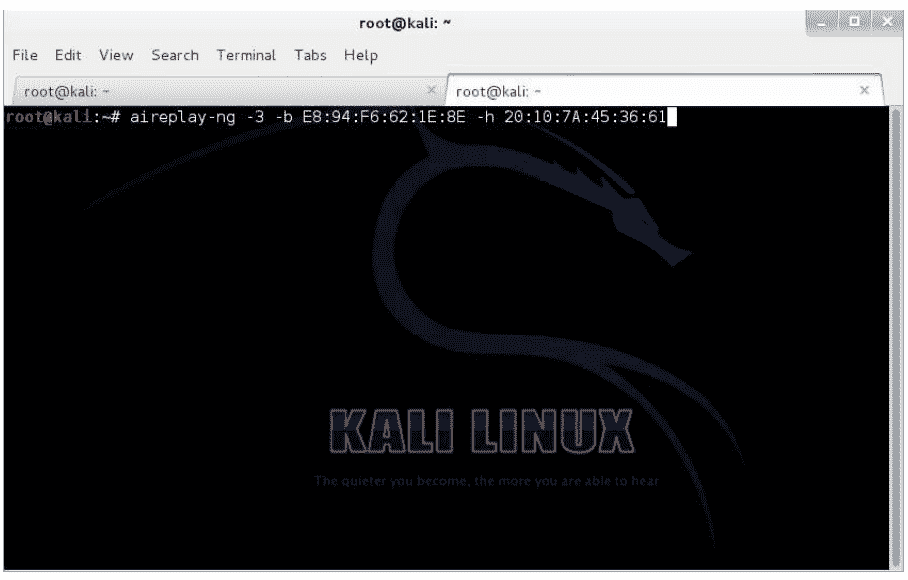 root@kali: ~
File Edit View Search Terminal Tabs Help
root@kali: ~ × root@kali: ~ ×
root@kali:~# aireplay-ng -3 -b E8:94:F6:62:1E:8E -h 20:10:7A:45:36:61
KALI LINUX
The quieter you become, the more you are able to hear